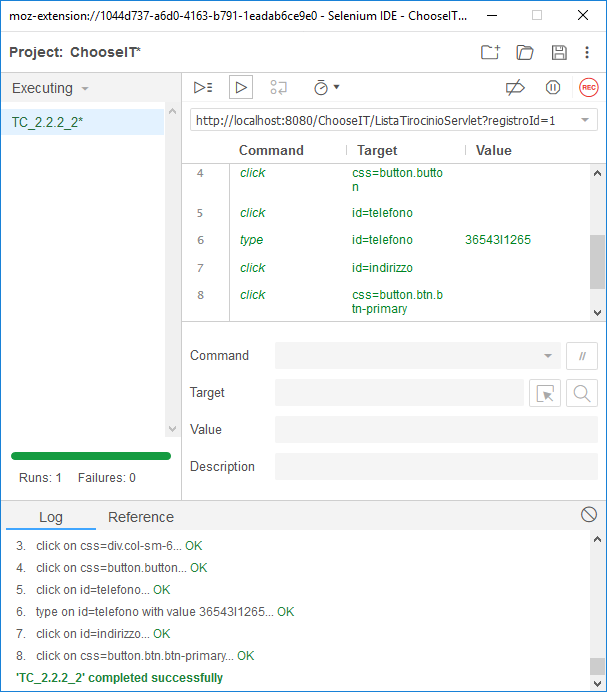 moz-extension://1044d737-a6d0-4163-b791-1eadab6ce9e0 - Selenium IDE - ChooseIT...
Project: ChooseIT*
Executing
TC_2.2.2_2*
REC
http://localhost:8080/ChooseIT/ListaTirocinioServlet?registroId=1
Command Target Value
4 click css=button.butto
n
5 click id=telefono
6 type id=telefono 36543I1265
7 click id=indirizzo
8 click css=button.btn.b
tn-primary
Command //
Target
Value
Description
Runs: 1 Failures: 0
Log Reference
3. click on css=div.col-sm-6... OK
4. click on css=button.button... OK
5. click on id=telefono... OK
6. type on id=telefono with value 36543I1265... OK
7. click on id=indirizzo... OK
8. click on css=button.btn.btn-primary... OK
'TC_2.2.2_2' completed successfully